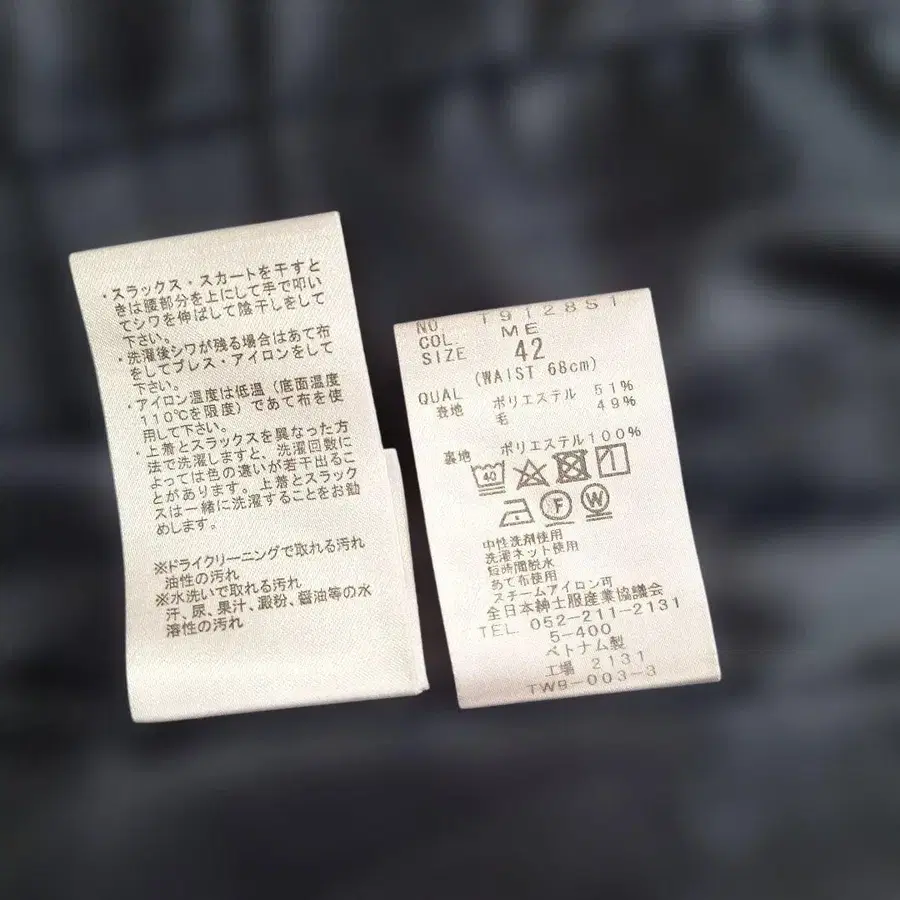 ・スラックス・スカートを干すと
きは腰部分を上にして手で叩い
てシワを伸ばして陰干しをして
下さい。
・洗濯後シワが残る場合はあて布
をしてプレス・アイロンをして
下さい。
・アイロン温度は低温（底面温度
110℃を限度）であて布を使
用して下さい。
・上着とスラックスを異なった方
法で洗濯しますと、洗濯回数に
よっては色の違いが若干出るこ
とがあります。上着とスラック
スは一緒に洗濯することをお勧
めします。
※ドライクリーニングで取れる汚れ
油性の汚れ
※水洗いで取れる汚れ
汗、尿、果汁、澱粉、醤油等の水
溶性の汚れ
NO. T912851
COL. ME
SIZE 42
(WAIST 68cm)
QUAL
表地 ポリエステル 51%
毛 49%
裏地 ポリエステル100%
40
F W
中性洗剤使用
洗濯ネット使用
短時間脱水
あて布使用
スチームアイロン可
全日本紳士服産業協議会
TEL. 052-211-2131
5-400
ベトナム製
工場 2131
TW9-003-3